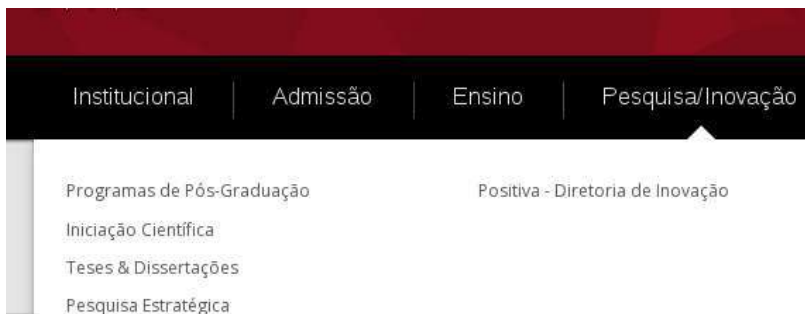 Institucional
Admissão
Ensino
Pesquisa/Inovação
Programas de Pós-Graduação
Positiva - Diretoria de Inovação
Iniciação Científica
Teses & Dissertações
Pesquisa Estratégica